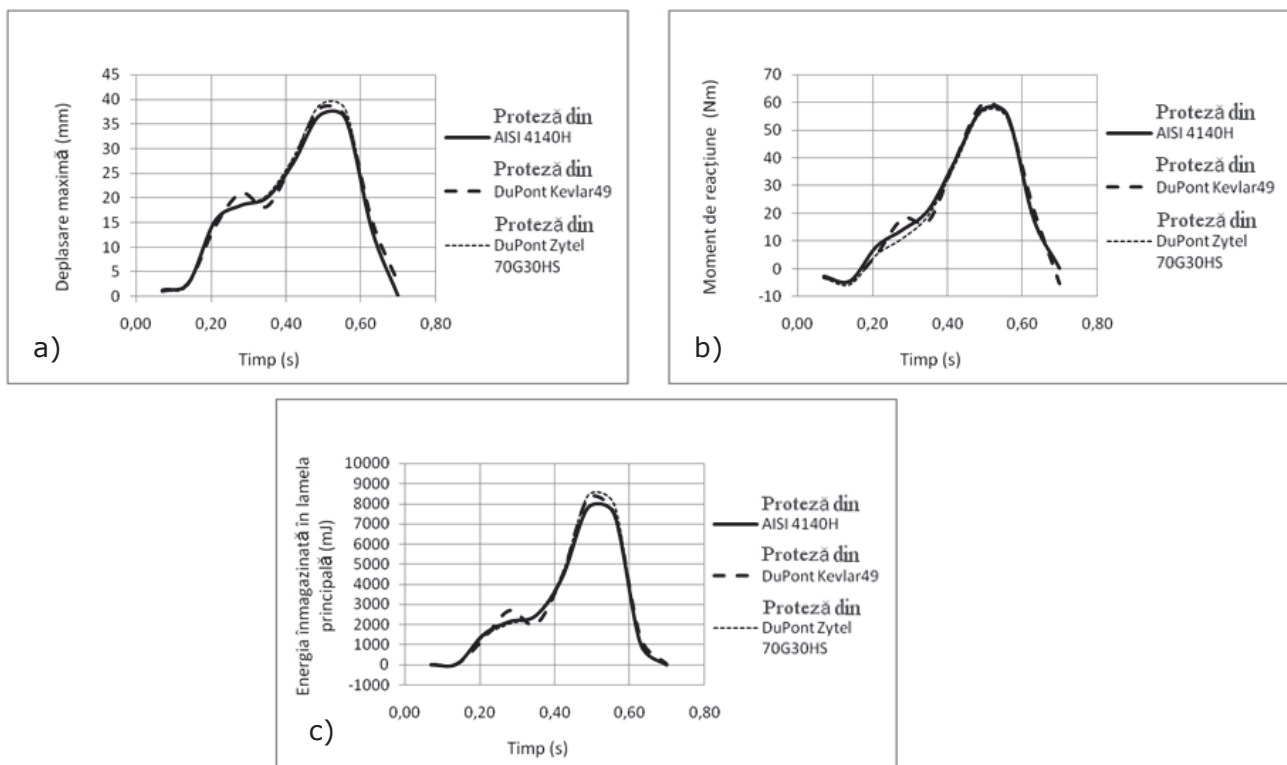 45
40
35
30
25
20
15
10
5
0
Deplasare maximă (mm)
0,00 0,20 0,40 0,60 0,80
Timp (s)
Proteză din
AISI 4140H
Proteză din
DuPont Kevlar49
Proteză din
DuPont Zytel
70G30HS
a)
70
60
50
40
30
20
10
0
-10
Moment de reacțiune (Nm)
0,00 0,20 0,40 0,60 0,80
Timp (s)
Proteză din
AISI 4140H
Proteză din
DuPont Kevlar49
Proteză din
DuPont Zytel
70G30HS
b)
10000
9000
8000
7000
6000
5000
4000
3000
2000
1000
0
-1000
Energia înmagazinată în lamela
principală (mJ)
0,00 0,20 0,40 0,60 0,80
Timp (s)
Proteză din
AISI 4140H
Proteză din
DuPont Kevlar49
Proteză din
DuPont Zytel
70G30HS
c)